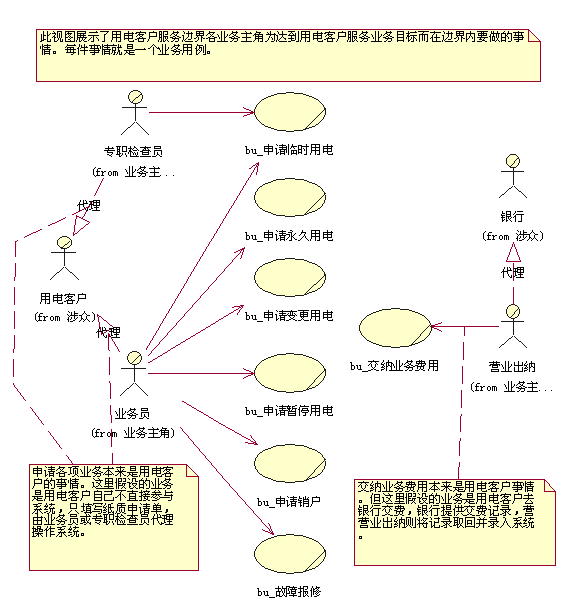 此视图展示了用电客户服务边界各业务主角为达到用电客户服务业务目标而在边界内要做的事
情。每件事情就是一个业务用例。
专职检查员
(from 业务主...
bu_申请临时用电
代理
银行
(from 涉众)
bu_申请永久用电
代理
用电客户
(from 涉众)
bu_申请变更用电
代理
bu_交纳业务费用
营业出纳
(from 业务主...
业务员
(from 业务主角)
bu_申请暂停用电
申请各项业务本来是用电客
户的事情。这里假设的业务
是用电客户自己不直接参与
系统，只填写纸质申请单，
由业务员或专职检查员代理
操作系统。
bu_申请销户
交纳业务费用本来是用电客户事情
。但这里假设的业务是用电客户去
银行交费，银行提供交费记录，营
营业出纳则将记录取回并录入系统
。
bu_故障报修